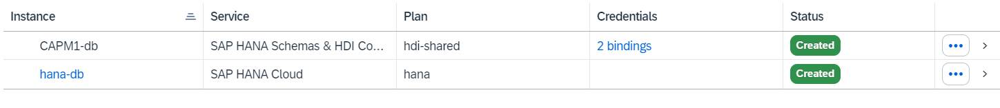 Instance Service Plan Credentials Status
CAPM1-db SAP HANA Schemas & HDI Co... hdi-shared 2 bindings Created
hana-db SAP HANA Cloud hana Created